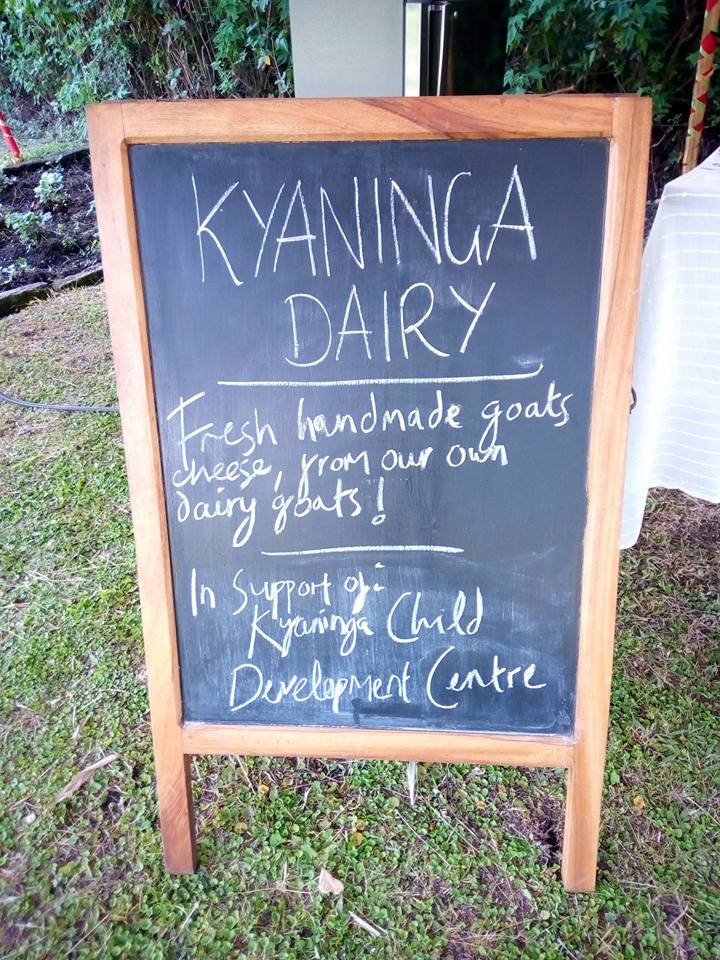 KYANINGA
DAIRY
Fresh handmade goats
cheese, from our own
dairy goats!
In Support of:
Kyaninga Child
Development Centre